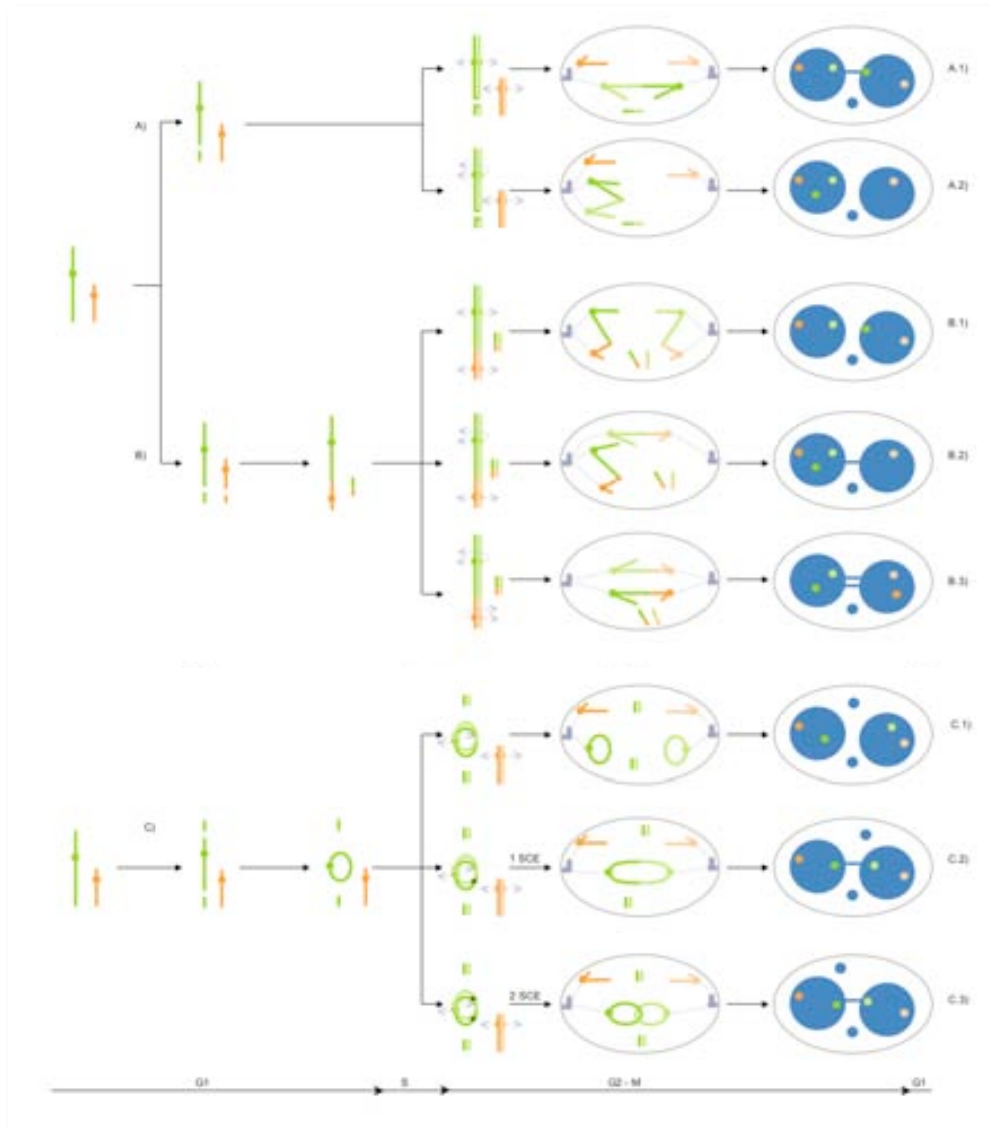 A.1)
A)
A.2)
B.1)
B)
B.2)
B.3)
C.1)
C)
1 SCE
C.2)
2 SCE
C.3)
G1 S G2 - M G1